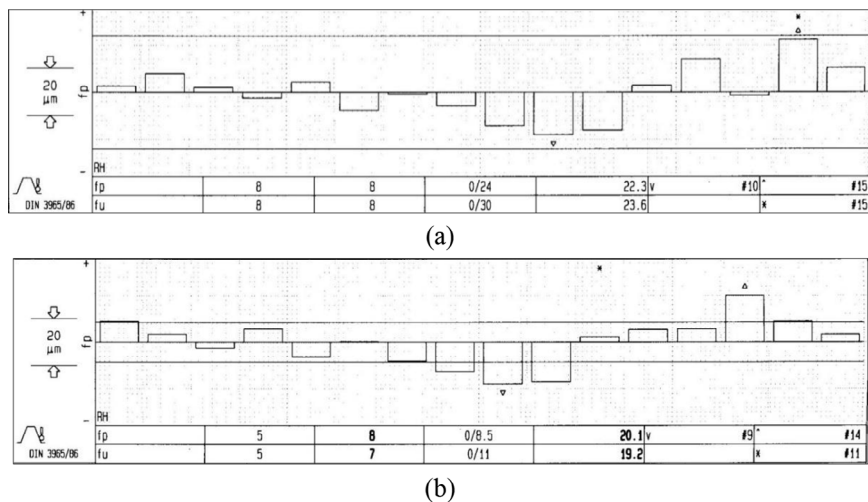 +
20
µm
fp
*
△
▽
-
RH
fp 8 8 0/24 22.3 v #10 ^ #15
DIN 3965/86 fu 8 8 0/30 23.6 * #15
(a)
+
*
20
µm
fp
△
▽
-
RH
fp 5 8 0/8.5 20.1 v #9 ^ #14
DIN 3965/86 fu 5 7 0/11 19.2 * #11
(b)